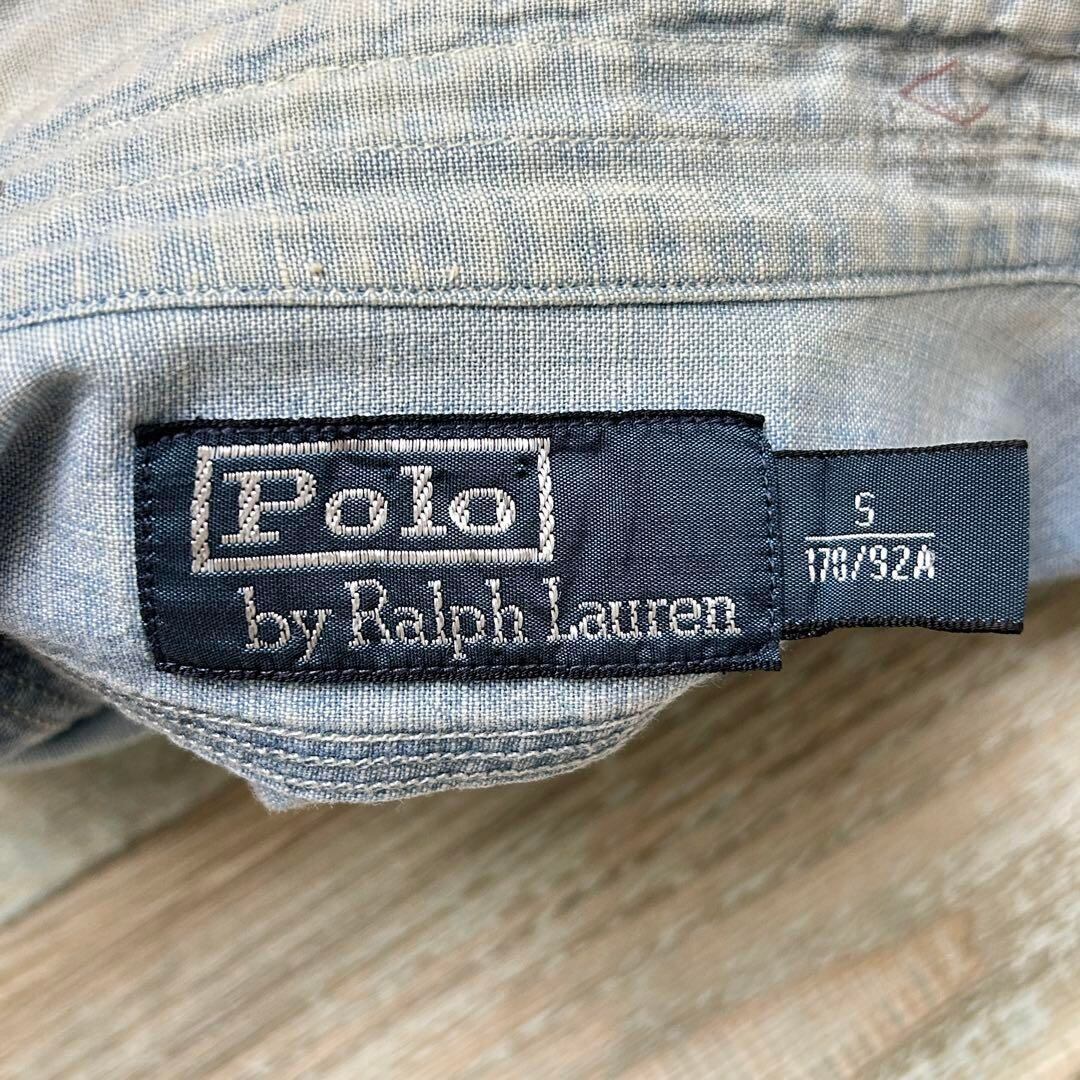 Polo
by Ralph Lauren
S
170/92A